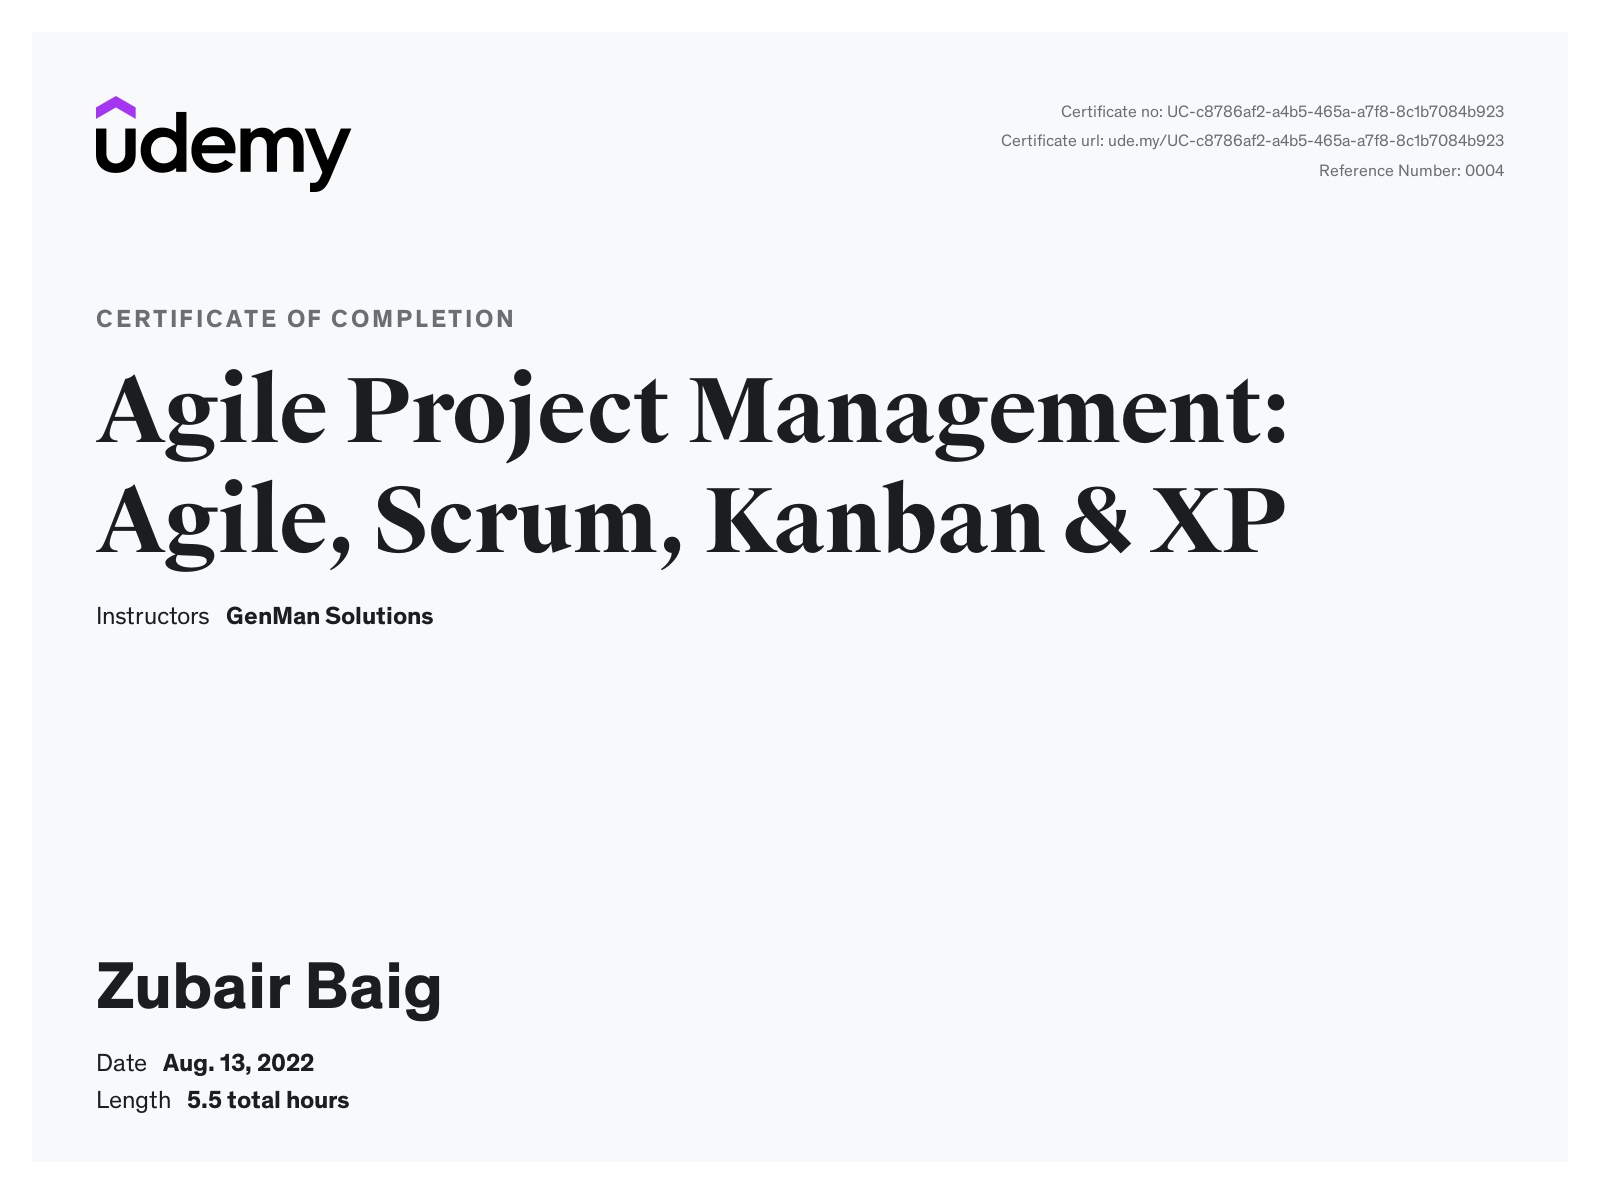 udemy
Certificate no: UC-c8786af2-a4b5-465a-a7f8-8c1b7084b923
Certificate url: ude.my/UC-c8786af2-a4b5-465a-a7f8-8c1b7084b923
Reference Number: 0004
CERTIFICATE OF COMPLETION
Agile Project Management:
Agile, Scrum, Kanban & XP
Instructors GenMan Solutions
Zubair Baig
Date Aug. 13, 2022
Length 5.5 total hours